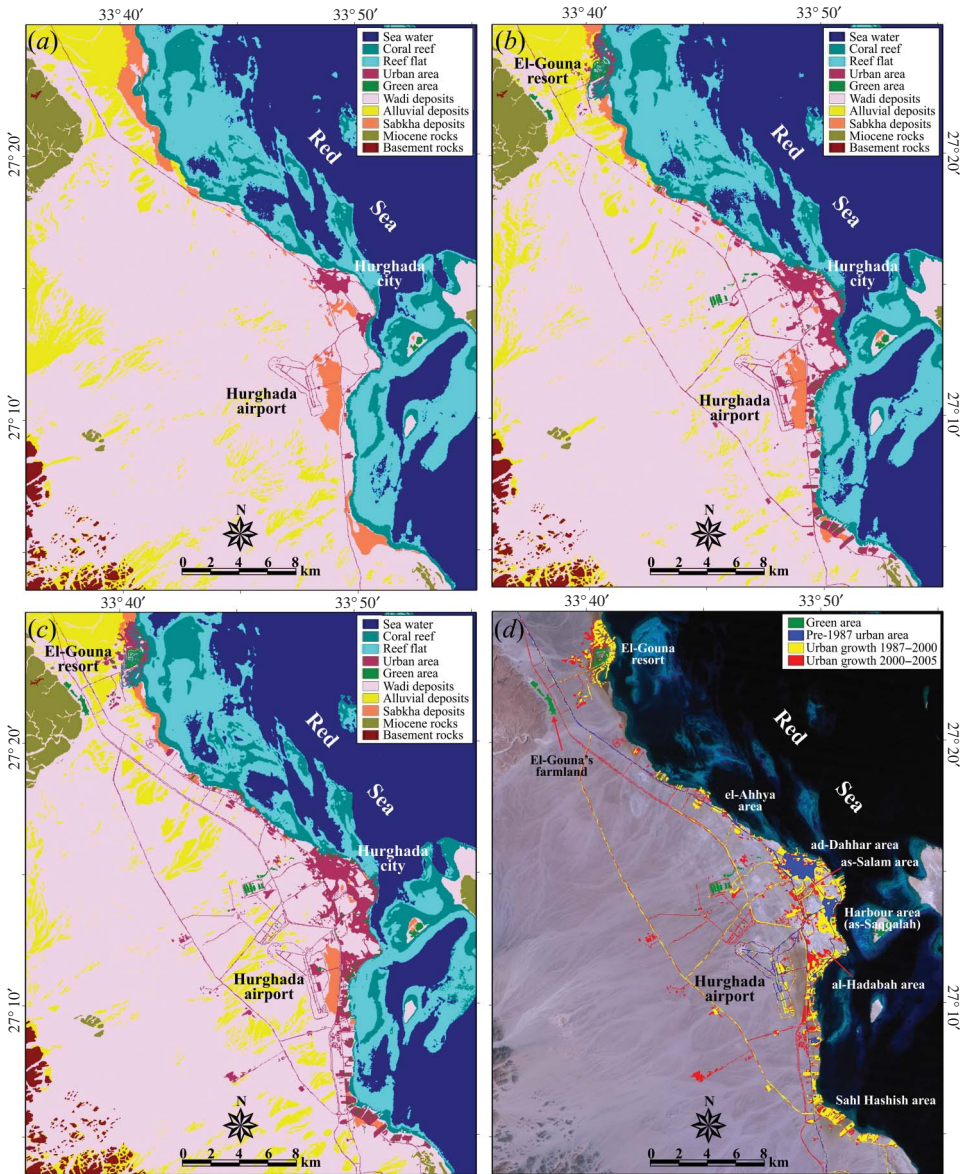 33° 40′
33° 50′
33° 40′
33° 50′
(a)
Sea water
Coral reef
Reef flat
Urban area
Green area
Wadi deposits
Alluvial deposits
Sabkha deposits
Miocene rocks
Basement rocks
27° 20′
27° 10′
Red
Sea
Hurghada
city
Hurghada
airport
N
0 2 4 6 8
km
(b)
El-Gouna
resort
Sea water
Coral reef
Reef flat
Urban area
Green area
Wadi deposits
Alluvial deposits
Sabkha deposits
Miocene rocks
Basement rocks
27° 20′
27° 10′
Red
Sea
Hurghada
city
Hurghada
airport
N
0 2 4 6 8
km
33° 40′
33° 50′
33° 40′
33° 50′
(c)
El-Gouna
resort
Sea water
Coral reef
Reef flat
Urban area
Green area
Wadi deposits
Alluvial deposits
Sabkha deposits
Miocene rocks
Basement rocks
27° 20′
27° 10′
Red
Sea
Hurghada
city
Hurghada
airport
N
0 2 4 6 8
km
(d)
Green area
Pre-1987 urban area
Urban growth 1987–2000
Urban growth 2000–2005
El-Gouna
resort
27° 20′
27° 10′
Red
Sea
El-Gouna's
farmland
el-Ahhya
area
ad-Dahhar area
as-Salam area
Harbour area
(as-Saqqalah)
Hurghada
airport
al-Hadabah area
Sahl Hashish area
N
0 2 4 6 8
km